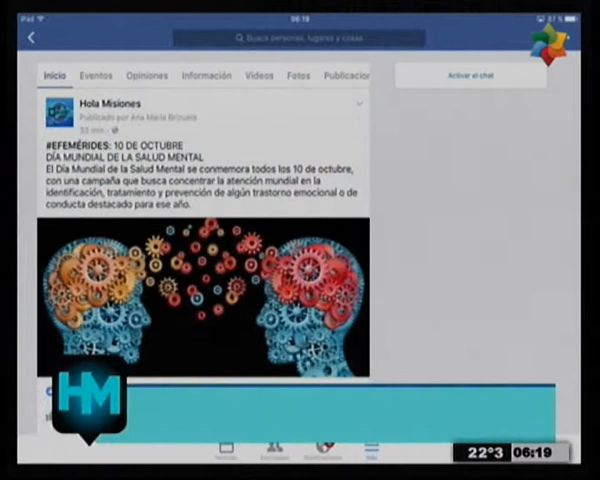 iPad
06:19
87 %
Busca personas, lugares y cosas
Inicio Eventos Opiniones Información Videos Fotos Publicacion
Activar el chat
Hola Misiones
Publicado por Ana María Brizuela
33 min
#EFEMÉRIDES: 10 DE OCTUBRE
DÍA MUNDIAL DE LA SALUD MENTAL
El Día Mundial de la Salud Mental se conmemora todos los 10 de octubre,
con una campaña que busca concentrar la atención mundial en la
identificación, tratamiento y prevención de algún trastorno emocional o de
conducta destacado para ese año.
HM
Más
22º3 06:19